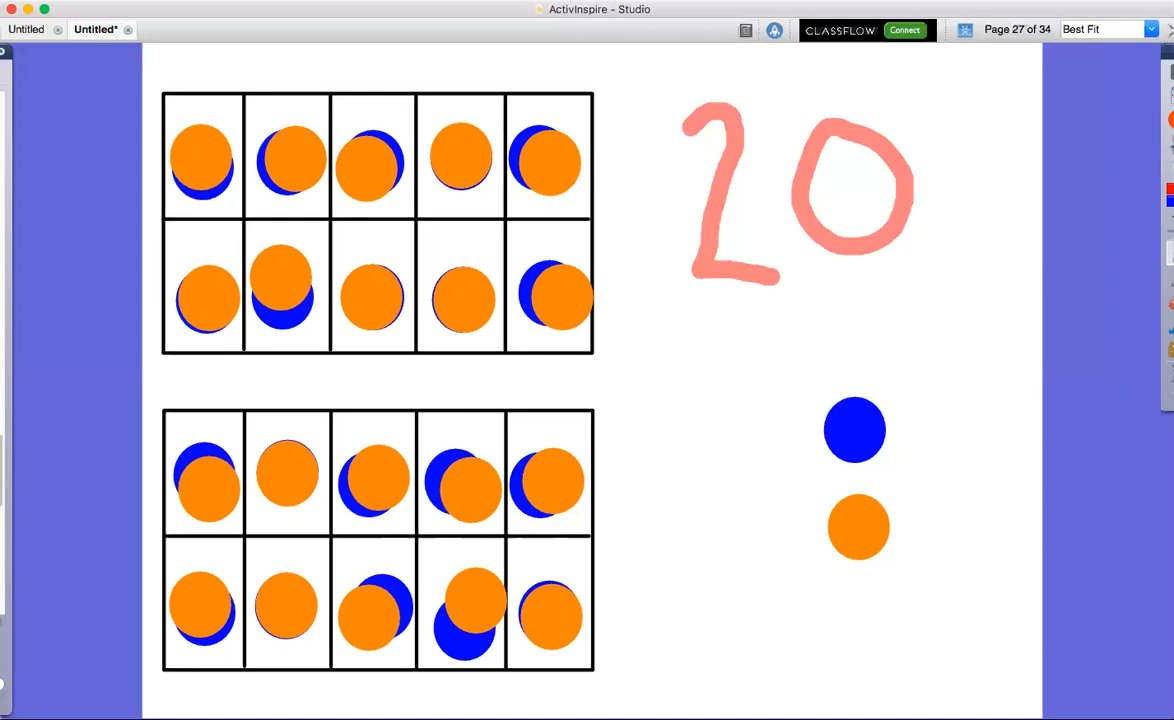 ActivInspire - Studio
Untitled
Untitled*
CLASSFLOW
Connect
Page 27 of 34
Best Fit
20